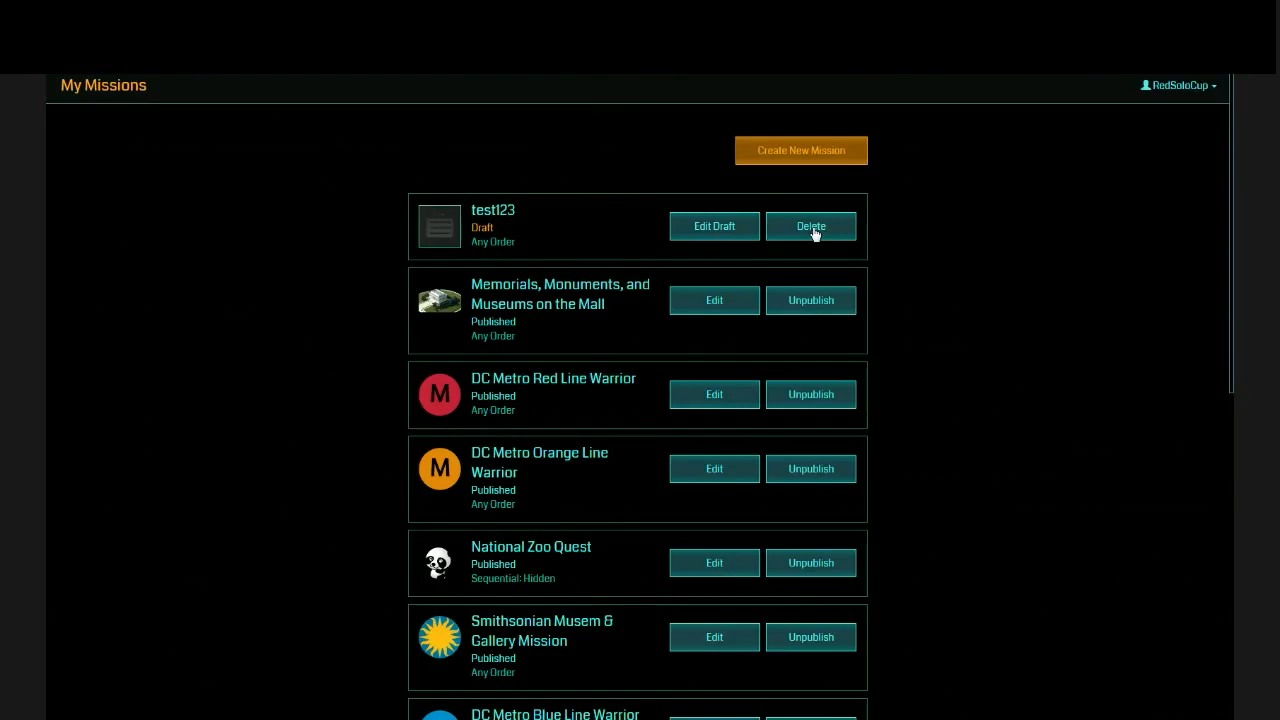 My Missions
RedSoloCup
Create New Mission
test123
Draft
Any Order
Edit Draft
Delete
Memorials, Monuments, and
Museums on the Mall
Published
Any Order
Edit
Unpublish
M
DC Metro Red Line Warrior
Published
Any Order
Edit
Unpublish
M
DC Metro Orange Line
Warrior
Published
Any Order
Edit
Unpublish
National Zoo Quest
Published
Sequential: Hidden
Edit
Unpublish
Smithsonian Musem &
Gallery Mission
Published
Any Order
Edit
Unpublish
DC Metro Blue Line Warrior